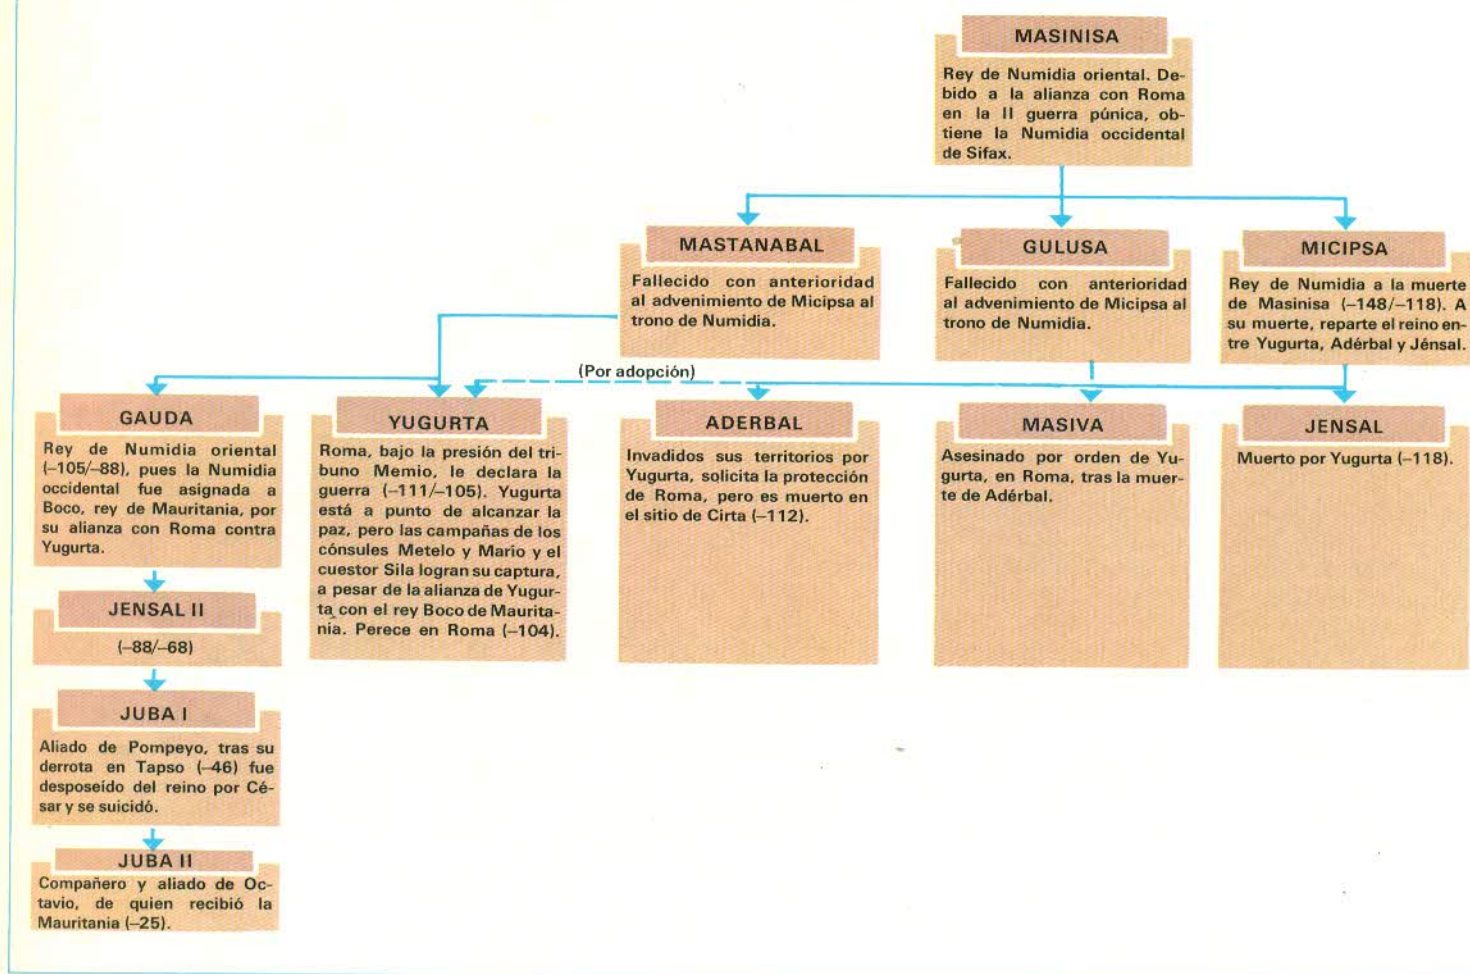 MASINISA
Rey de Numidia oriental. De-
bido a la alianza con Roma
en la II guerra púnica, ob-
tiene la Numidia occidental
de Sifax.
MASTANABAL
Fallecido con anterioridad
al advenimiento de Micipsa al
trono de Numidia.
GULUSA
Fallecido con anterioridad
al advenimiento de Micipsa al
trono de Numidia.
MICIPSA
Rey de Numidia a la muerte
de Masinisa (–148/–118). A
su muerte, reparte el reino en-
tre Yugurta, Adérbal y Jénsal.
(Por adopción)
GAUDA
Rey de Numidia oriental
(–105/–88), pues la Numidia
occidental fue asignada a
Boco, rey de Mauritania, por
su alianza con Roma contra
Yugurta.
YUGURTA
Roma, bajo la presión del tri-
buno Memio, le declara la
guerra (–111/–105). Yugurta
está a punto de alcanzar la
paz, pero las campañas de los
cónsules Metelo y Mario y el
cuestor Sila logran su captura,
a pesar de la alianza de Yugur-
ta con el rey Boco de Maurita-
nia. Perece en Roma (–104).
ADERBAL
Invadidos sus territorios por
Yugurta, solicita la protección
de Roma, pero es muerto en
el sitio de Cirta (–112).
MASIVA
Asesinado por orden de Yu-
gurta, en Roma, tras la muer-
te de Adérbal.
JENSAL
Muerto por Yugurta (–118).
JENSAL II
(–88/–68)
JUBA I
Aliado de Pompeyo, tras su
derrota en Tapso (–46) fue
desposeído del reino por Cé-
sar y se suicidó.
JUBA II
Compañero y aliado de Oc-
tavio, de quien recibió la
Mauritania (–25).